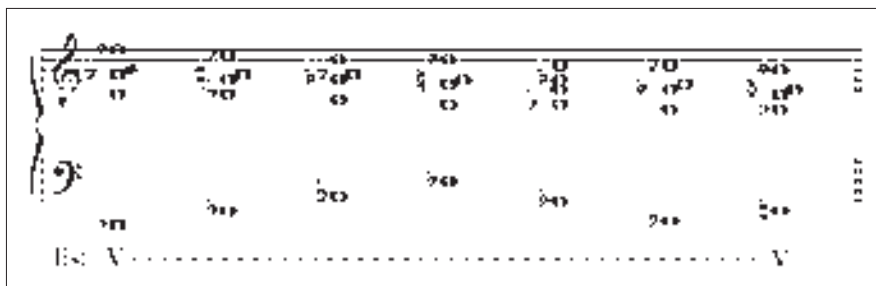 Es: V . . . . . . . . . . . . . . . . . . . . . . . . . . . . . . . . . . . . . . . . . V